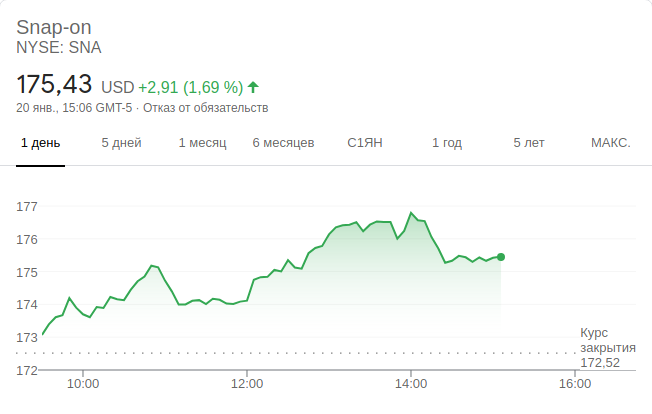 Snap-on
NYSE: SNA
175,43 USD +2,91 (1,69 %)
20 янв., 15:06 GMT-5 · Отказ от обязательств
1 день 5 дней 1 месяц 6 месяцев С1ЯН 1 год 5 лет МАКС.
177
176
175
174
173
Курс
закрытия
172,52
172
10:00 12:00 14:00 16:00